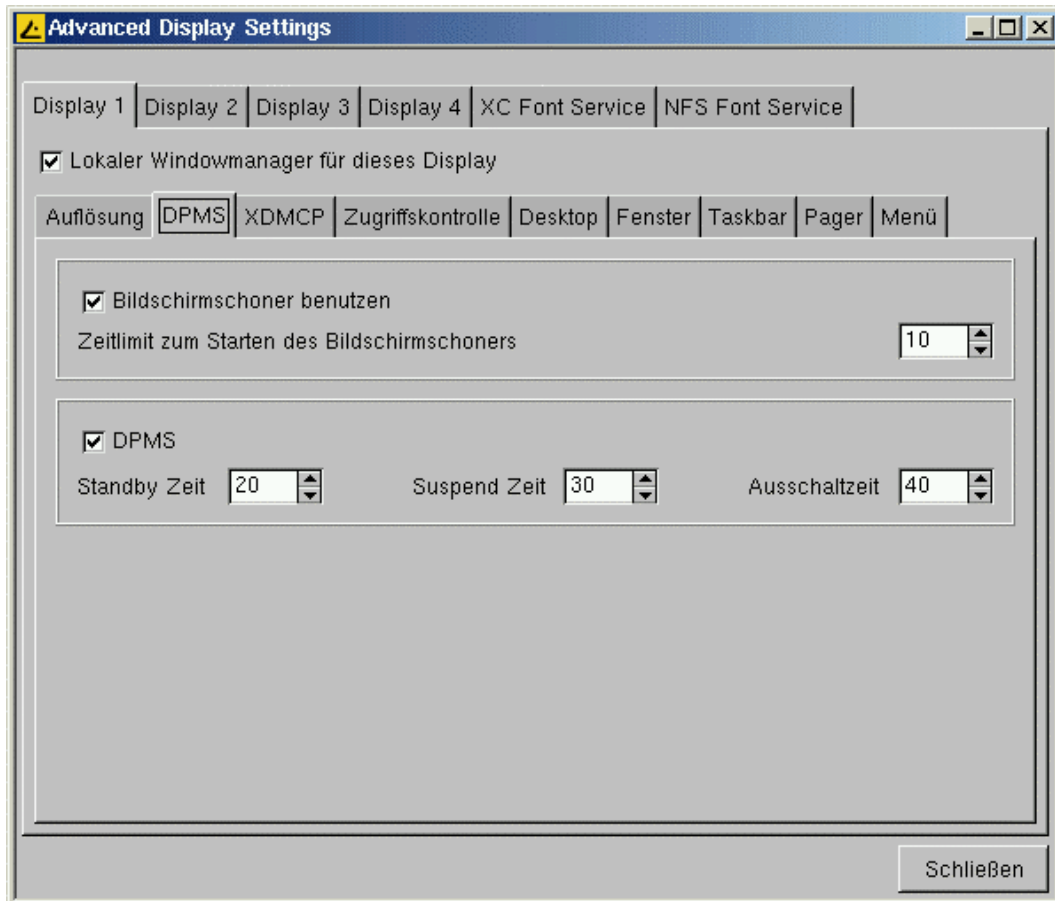 Advanced Display Settings
Display 1 Display 2 Display 3 Display 4 XC Font Service NFS Font Service
Lokaler Windowmanager für dieses Display
Auflösung DPMS XDMCP Zugriffskontrolle Desktop Fenster Taskbar Pager Menü
Bildschirmschoner benutzen
Zeitlimit zum Starten des Bildschirmschoners 10
DPMS
Standby Zeit 20 Suspend Zeit 30 Ausschaltzeit 40
Schließen